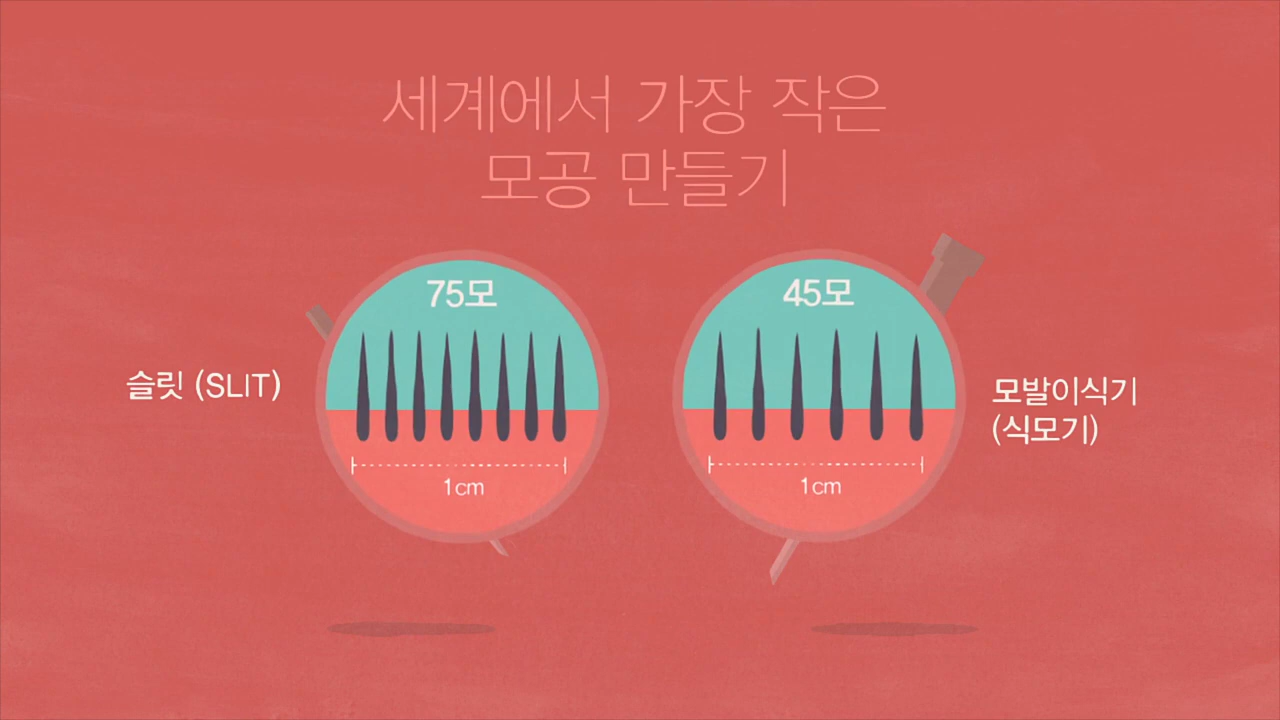 세계에서 가장 작은
모공 만들기
75모
45모
슬릿 (SLIT)
모발이식기
(식모기)
1cm
1cm